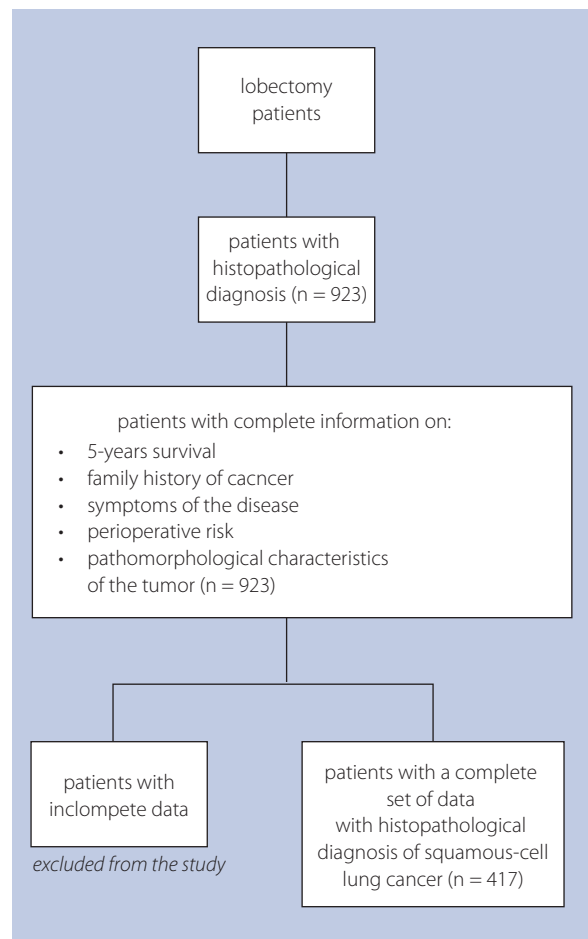 lobectomy
patients
patients with
histopathological
diagnosis (n = 923)
patients with complete information on:
• 5-years survival
• family history of cacncer
• symptoms of the disease
• perioperative risk
• pathomorphological characteristics
of the tumor (n = 923)
patients with
inclompete data
excluded from the study
patients with a complete
set of data
with histopathological
diagnosis of squamous-cell
lung cancer (n = 417)